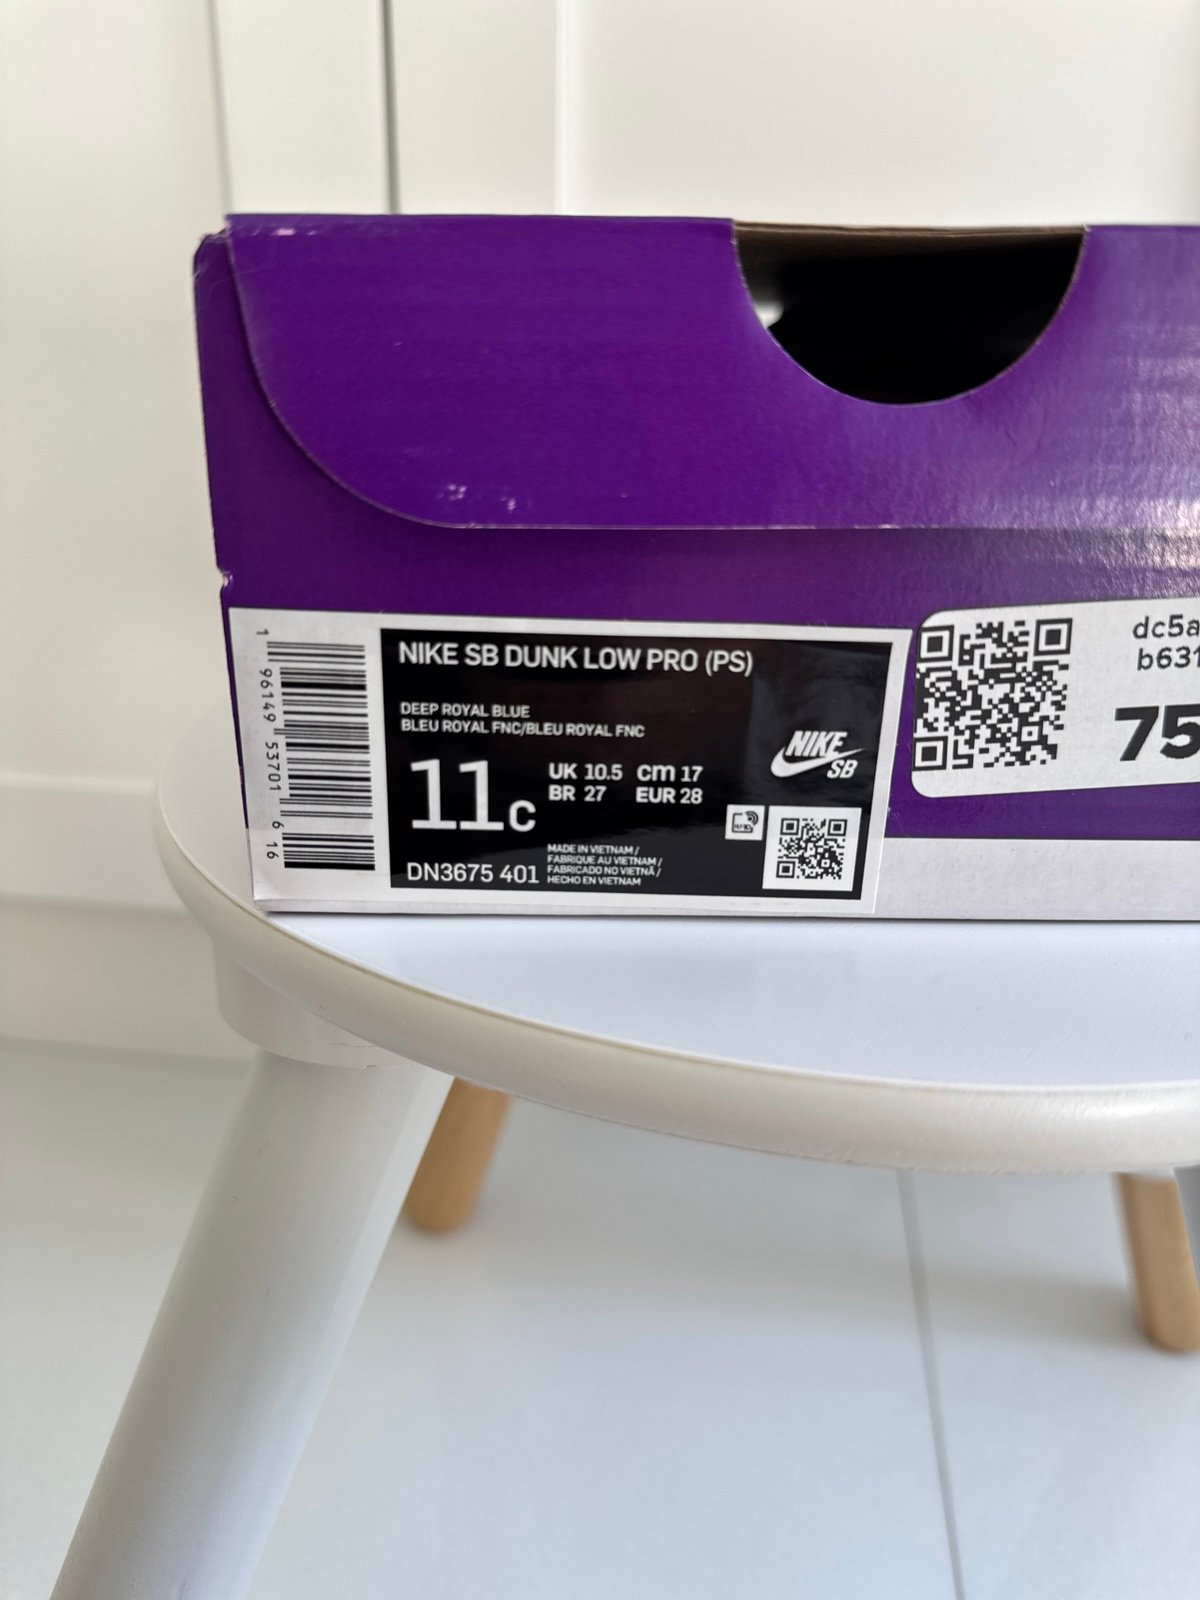 1 96149 53701 6 16
NIKE SB DUNK LOW PRO (PS)
DEEP ROYAL BLUE
BLEU ROYAL FNC/BLEU ROYAL FNC
11c
UK 10.5 cm 17
BR 27 EUR 28
NIKE
SB
RFID
DN3675 401
MADE IN VIETNAM /
FABRIQUE AU VIETNAM /
FABRICADO NO VIETNÃ /
HECHO EN VIETNAM
dc5a
b631
75